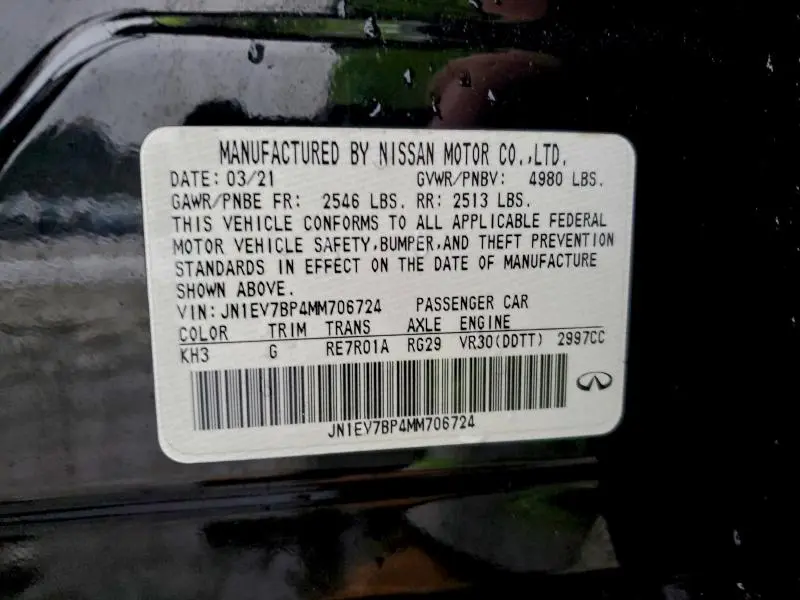 MANUFACTURED BY NISSAN MOTOR CO.,LTD.
DATE: 03/21 GVWR/PNBV: 4980 LBS.
GAWR/PNBE FR: 2546 LBS. RR: 2513 LBS.
THIS VEHICLE CONFORMS TO ALL APPLICABLE FEDERAL
MOTOR VEHICLE SAFETY,BUMPER,AND THEFT PREVENTION
STANDARDS IN EFFECT ON THE DATE OF MANUFACTURE
SHOWN ABOVE.
VIN: JN1EV7BP4MM706724 PASSENGER CAR
COLOR TRIM TRANS AXLE ENGINE
KH3 G RE7R01A RG29 VR30(DDTT) 2997CC
JN1EV7BP4MM706724